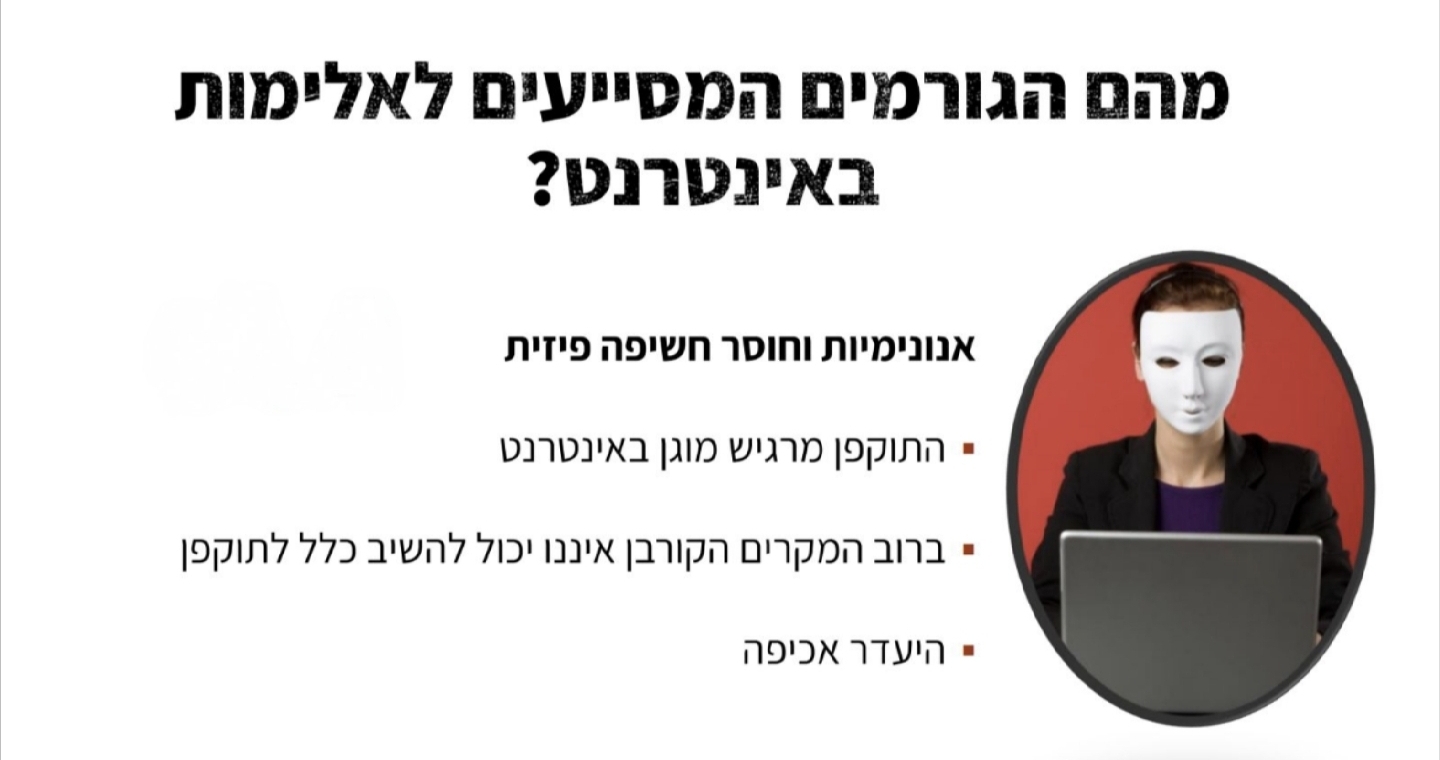 מהם הגורמים המסייעים לאלימות
באינטרנט?
אנונימיות וחוסר חשיפה פיזית
▪ התוקפן מרגיש מוגן באינטרנט
▪ ברוב המקרים הקורבן איננו יכול להשיב כלל לתוקפן
▪ היעדר אכיפה